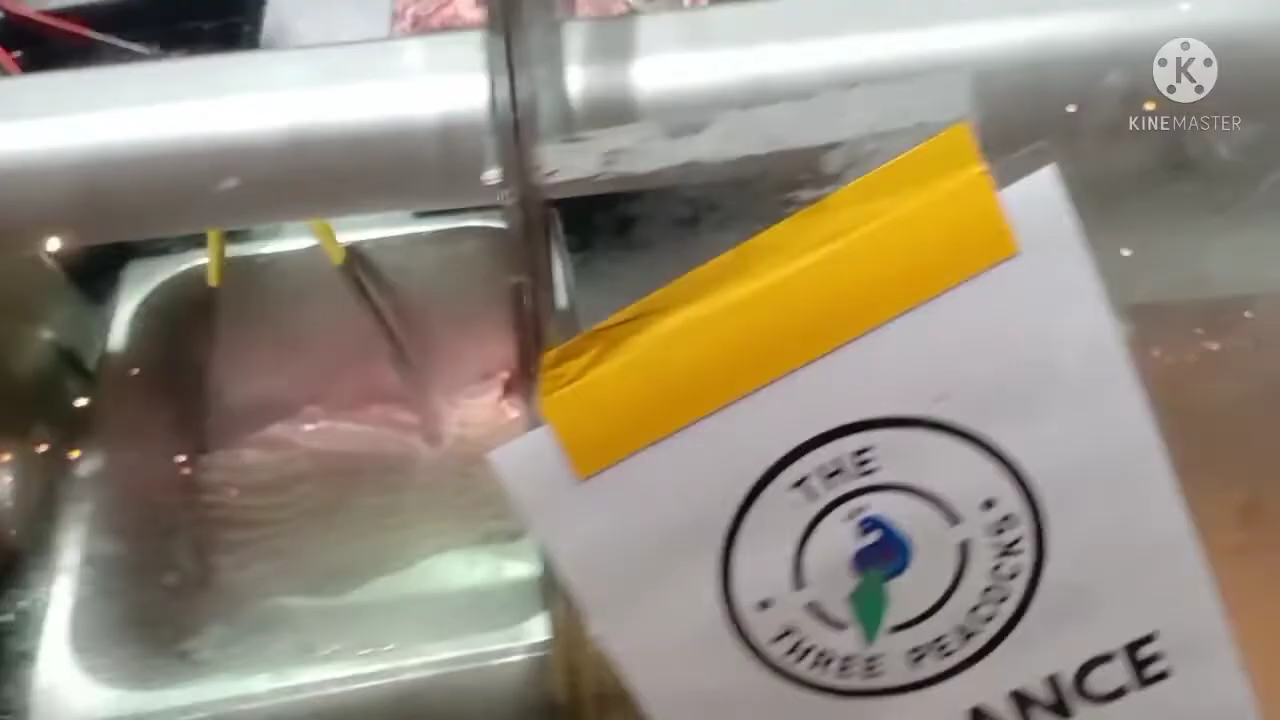 K
KINEMASTER
THE
• THREE PEACOCKS •
ANCE